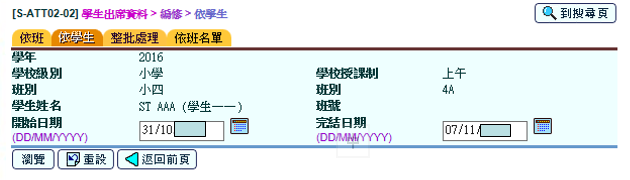 [S-ATT02-02] 學生出席資料 > 編修 > 依學生 到搜尋頁
依班 依學生 整批處理 依班名單
學年 2016
學校級別 小學 學校授課制 上午
班別 小四 班別 4A
學生姓名 ST AAA (學生一一) 班號
開始日期 (DD/MM/YYYY) 31/10 完結日期 (DD/MM/YYYY) 07/11/
瀏覽 重設 返回前頁